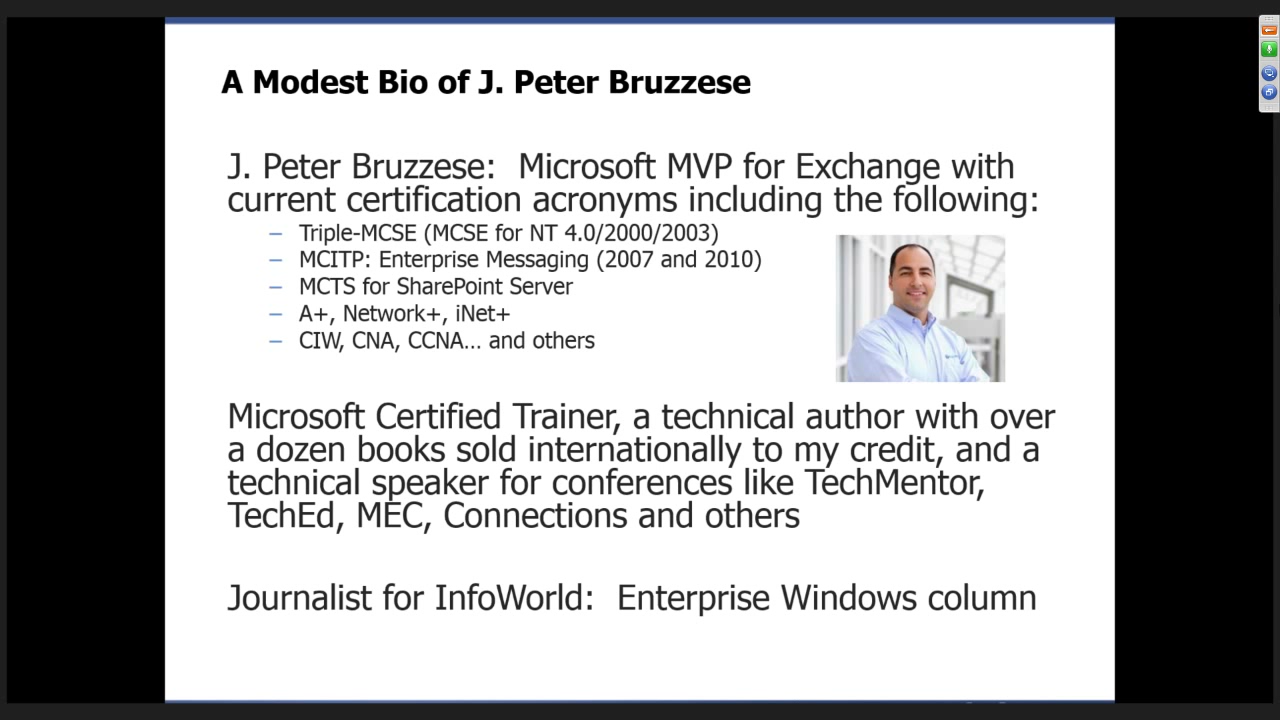 A Modest Bio of J. Peter Bruzzese
J. Peter Bruzzese:  Microsoft MVP for Exchange with
current certification acronyms including the following:
– Triple-MCSE (MCSE for NT 4.0/2000/2003)
– MCITP: Enterprise Messaging (2007 and 2010)
– MCTS for SharePoint Server
– A+, Network+, iNet+
– CIW, CNA, CCNA... and others
Microsoft Certified Trainer, a technical author with over
a dozen books sold internationally to my credit, and a
technical speaker for conferences like TechMentor,
TechEd, MEC, Connections and others
Journalist for InfoWorld:  Enterprise Windows column